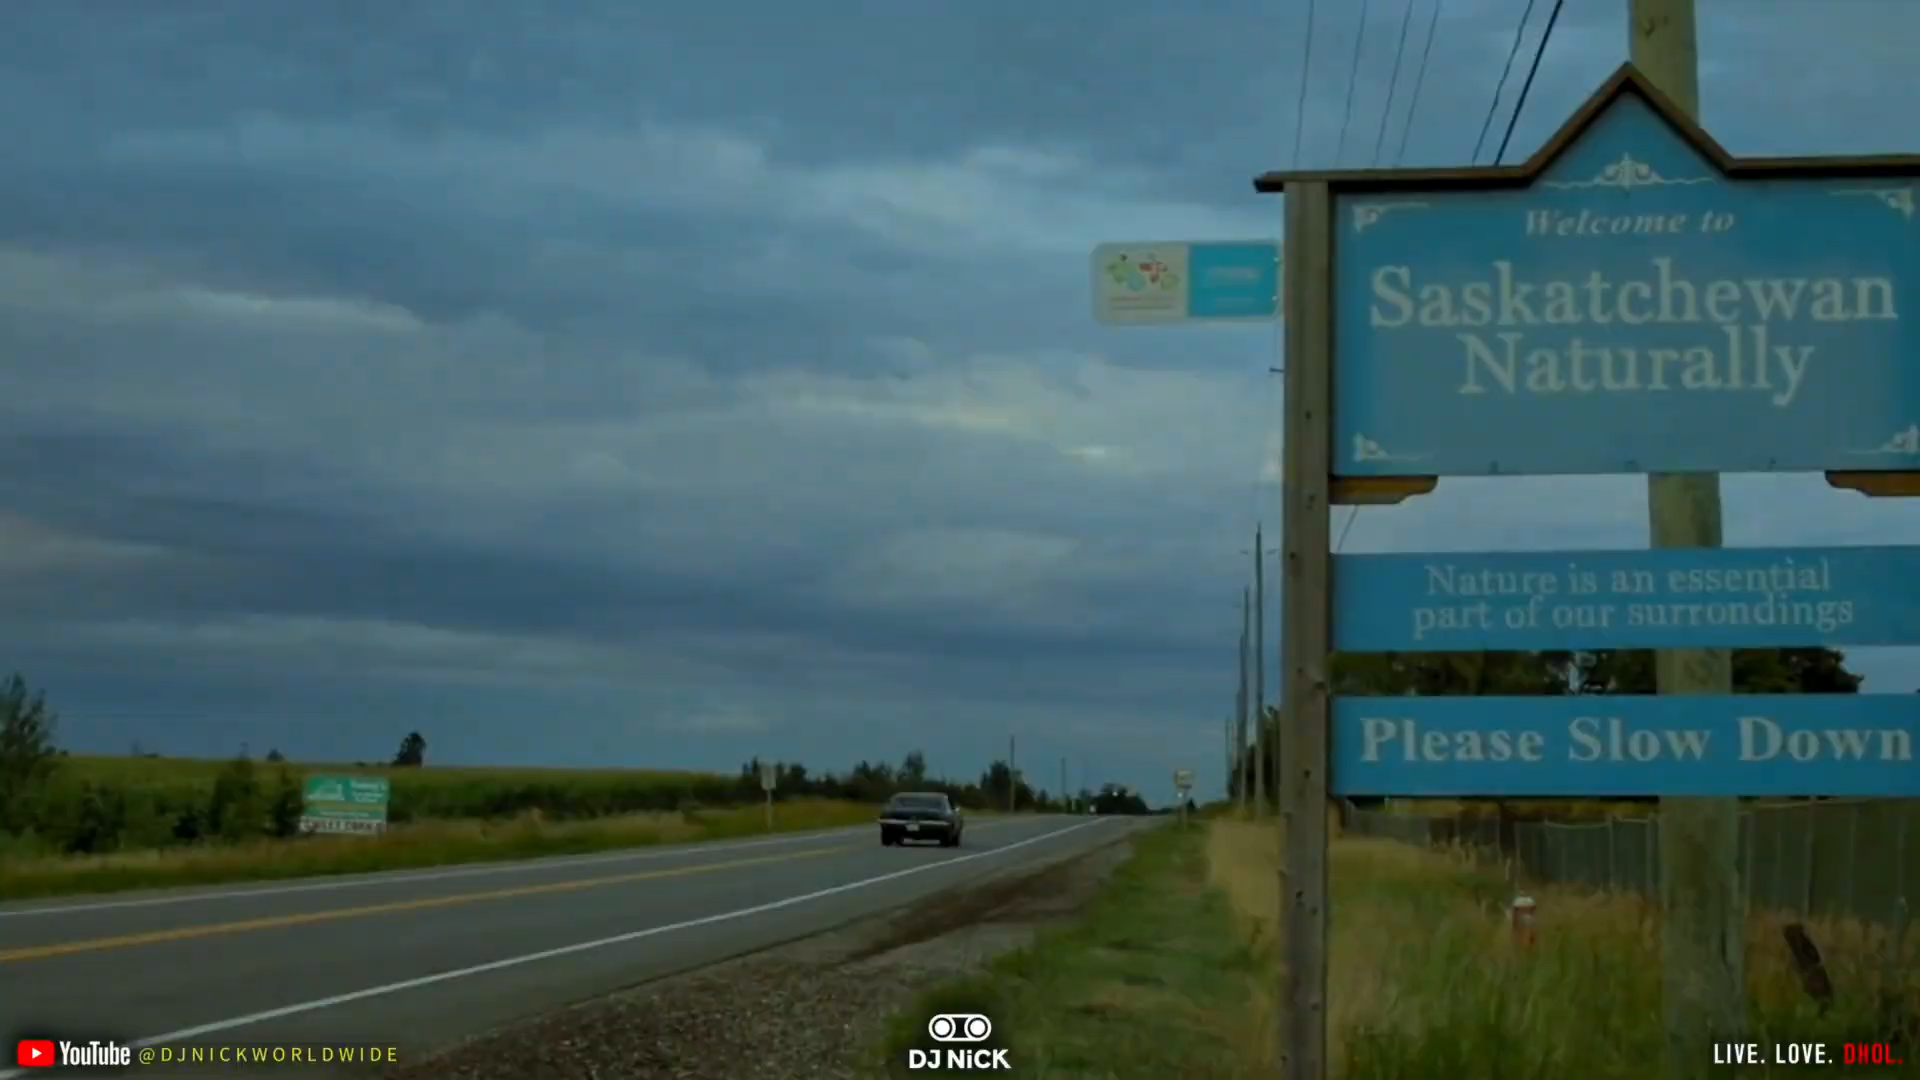 Welcome to
Saskatchewan
Naturally
Nature is an essential
part of our surrondings
Please Slow Down
YouTube @DJNICKWORLDWIDE
DJ NiCK
LIVE. LOVE. DHOL.